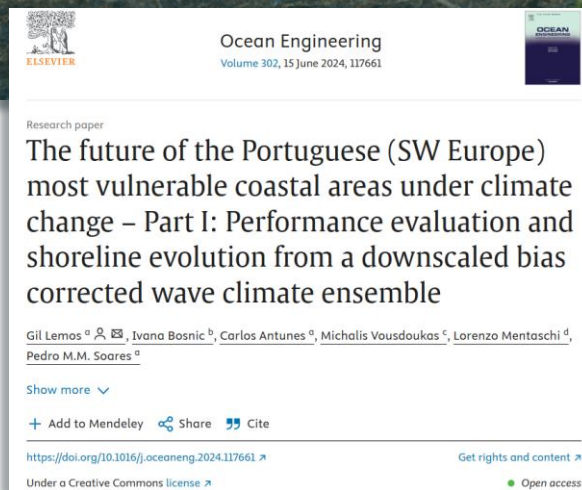 ELSEVIER
Ocean Engineering
Volume 302, 15 June 2024, 117661
OCEAN
ENGINEERING
Research paper
The future of the Portuguese (SW Europe)
most vulnerable coastal areas under climate
change – Part I: Performance evaluation and
shoreline evolution from a downscaled bias
corrected wave climate ensemble
Gil Lemos a, Ivana Bosnic b, Carlos Antunes a, Michalis Vousdoukas c, Lorenzo Mentaschi d,
Pedro M.M. Soares a
Show more
+ Add to Mendeley Share Cite
https://doi.org/10.1016/j.oceaneng.2024.117661 Get rights and content
Under a Creative Commons license Open access